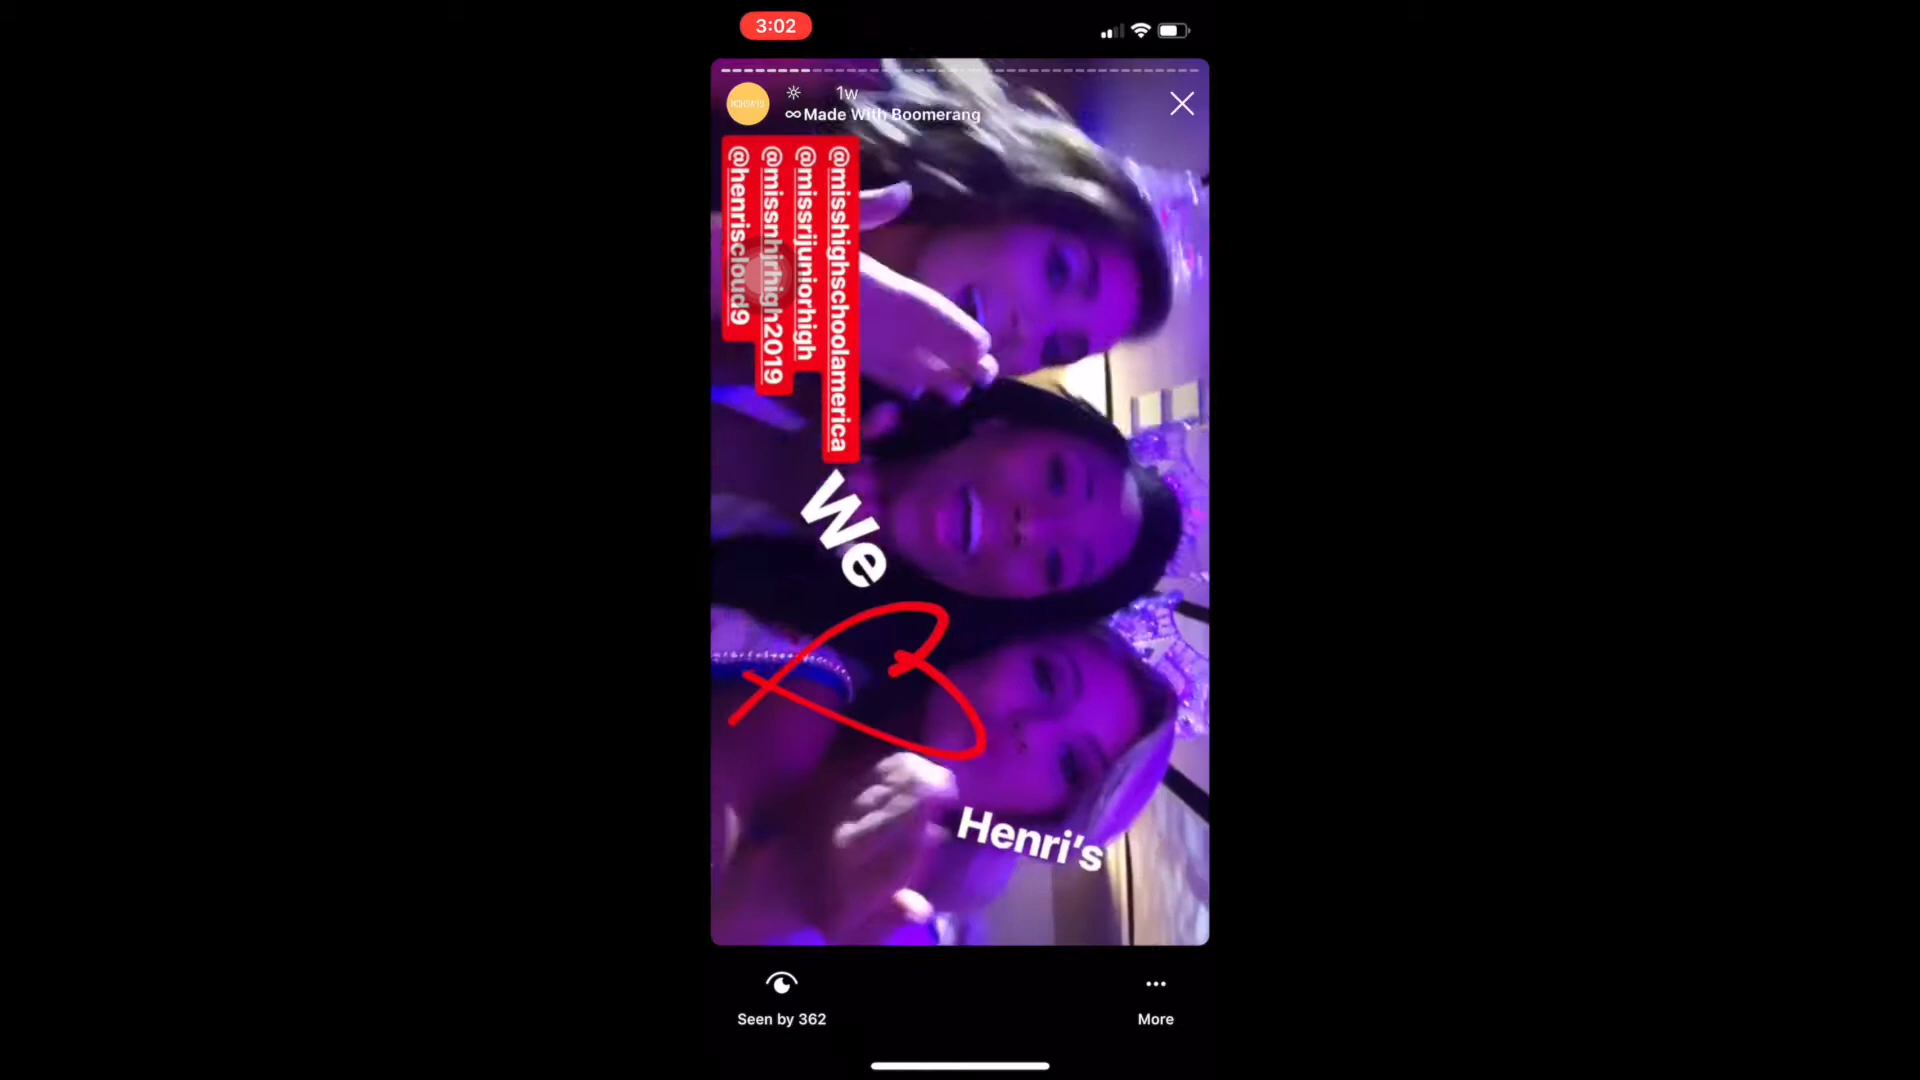 3:02
1w
∞Made With Boomerang
@misshighschoolamerica
@missrijuniorhigh
@missnhjrhigh2019
@henriscloud9
We
Henri's
Seen by 362
More